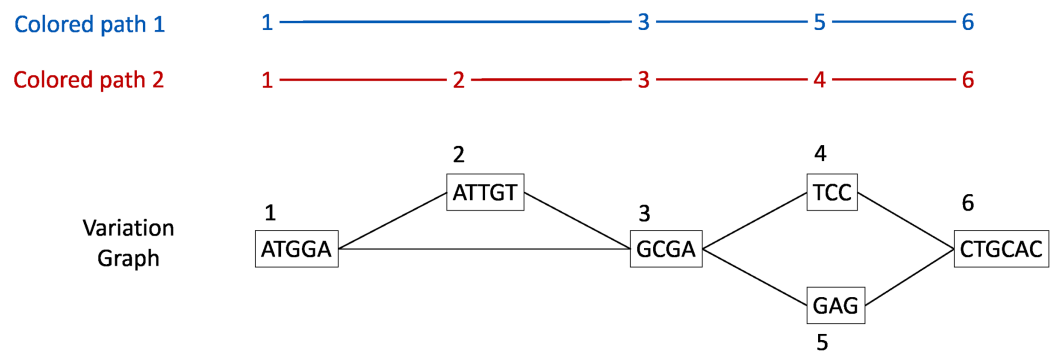 Colored path 1 1 3 5 6
Colored path 2 1 2 3 4 6
2 4
ATTGT TCC
1 3 6
Variation
Graph
ATGGA GCGA CTGCAC
GAG
5